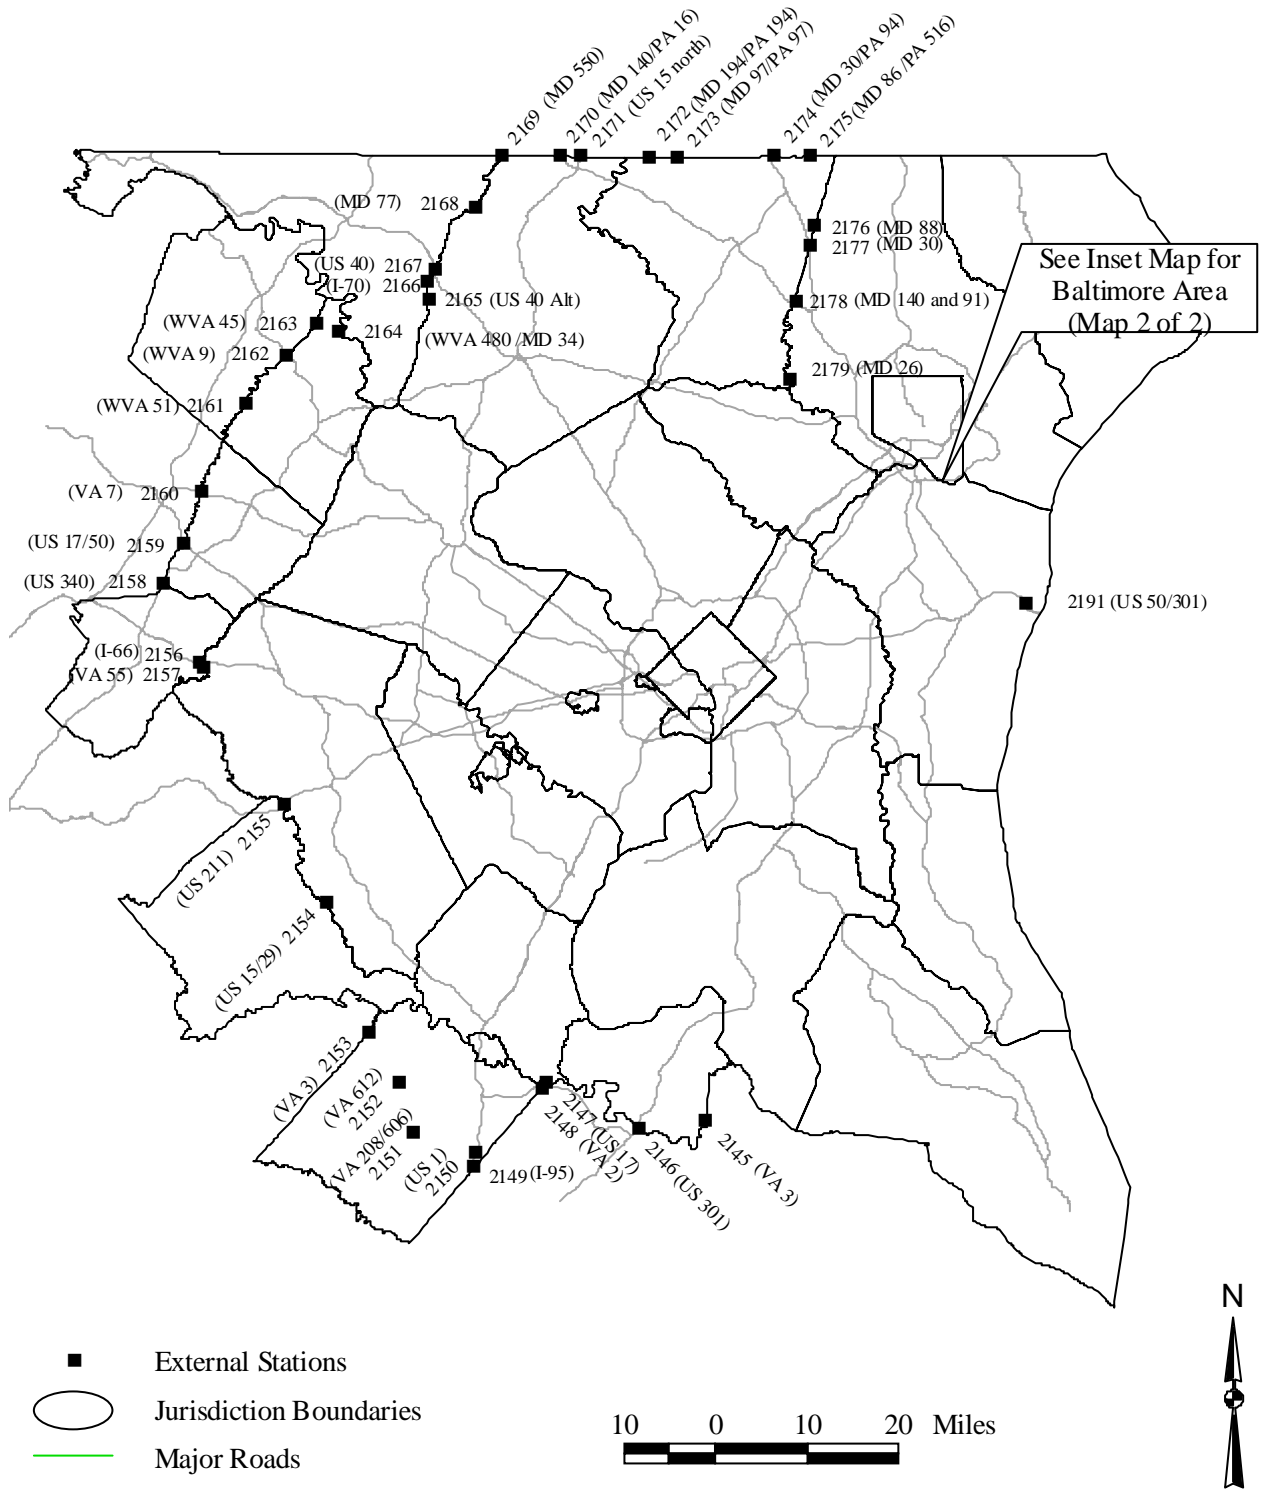 2169 (MD 550)
2170 (MD 140/PA 16)
2171 (US 15 north)
2172 (MD 194/PA 194)
2173 (MD 97/PA 97)
2174 (MD 30/PA 94)
2175 (MD 86 /PA 516)
(MD 77) 2168
2176 (MD 88)
2177 (MD 30)
See Inset Map for
Baltimore Area
(Map 2 of 2)
(US 40) 2167
(I-70) 2166
2165 (US 40 Alt)
2178 (MD 140 and 91)
(WVA 45) 2163
2164
(WVA 480 /MD 34)
(WVA 9) 2162
2179 (MD 26)
(WVA 51) 2161
(VA 7) 2160
(US 17/50) 2159
(US 340) 2158
2191 (US 50/301)
(I-66) 2156
(VA 55) 2157
(US 211) 2155
(US 15/29) 2154
(VA 3) 2153
(VA 612)
2152
(VA 208/606)
2151
(US 1)
2150
2149 (I-95)
2147 (US 17)
2148 (VA 2)
2146 (US 301)
2145 (VA 3)
N
External Stations
Jurisdiction Boundaries
Major Roads
10 0 10 20 Miles